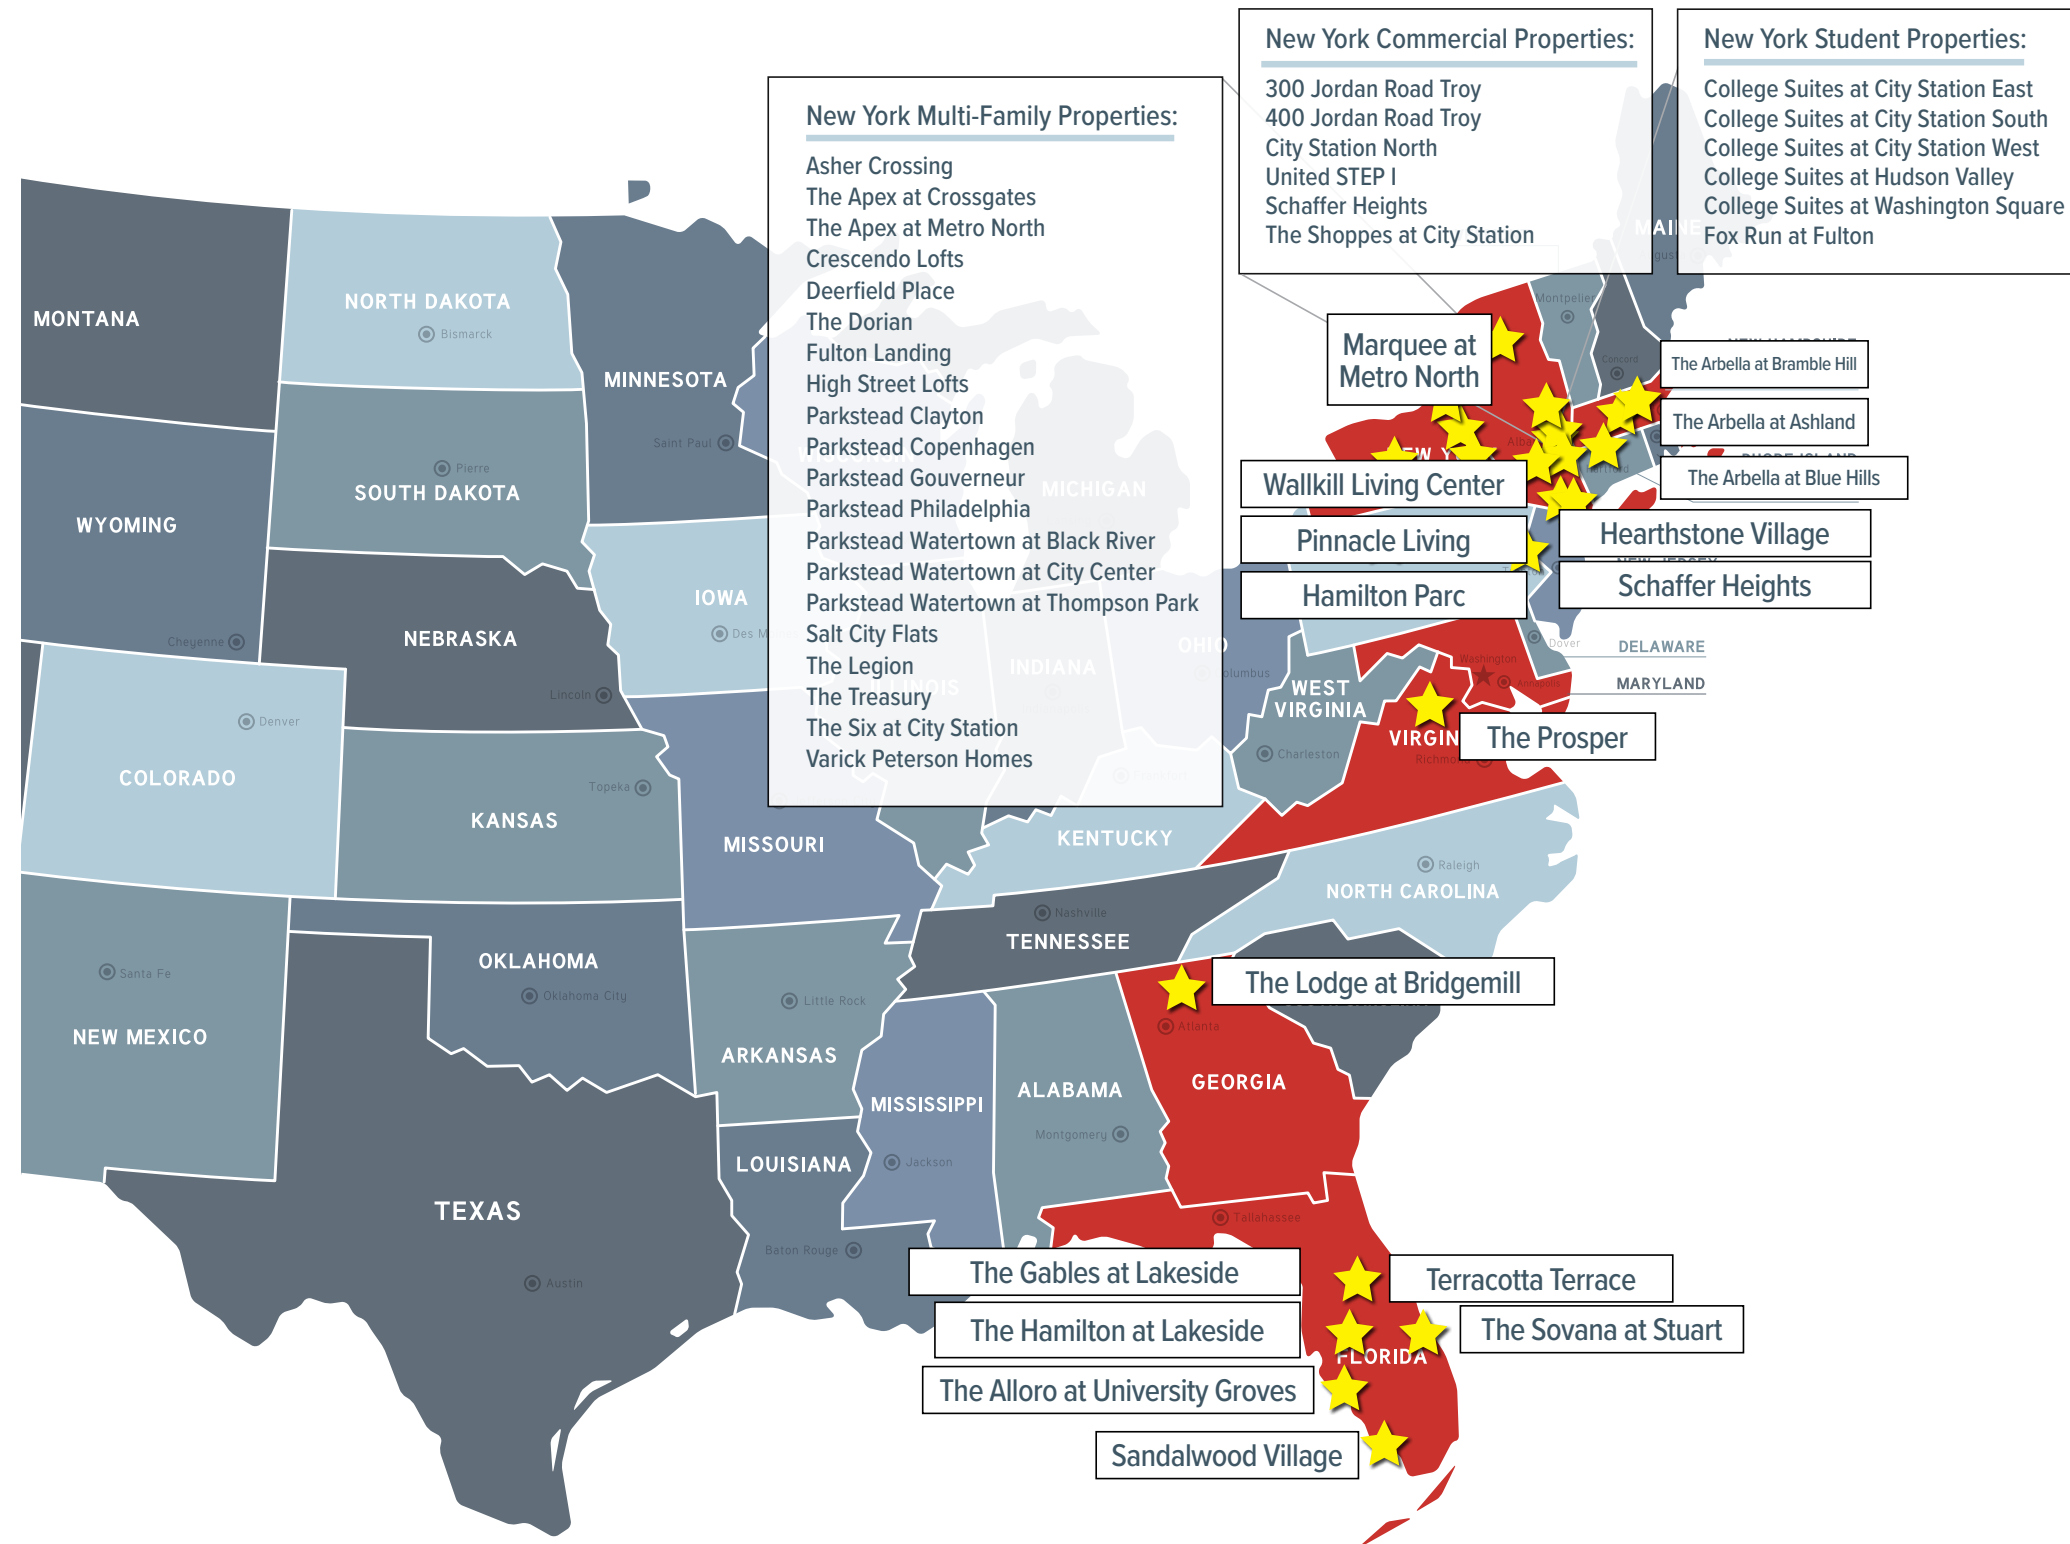 New York Commercial Properties:
300 Jordan Road Troy
400 Jordan Road Troy
City Station North
United STEP I
Schaffer Heights
The Shoppes at City Station
New York Student Properties:
College Suites at City Station East
College Suites at City Station South
College Suites at City Station West
College Suites at Hudson Valley
College Suites at Washington Square
Fox Run at Fulton
New York Multi-Family Properties:
Asher Crossing
The Apex at Crossgates
The Apex at Metro North
Crescendo Lofts
Deerfield Place
The Dorian
Fulton Landing
High Street Lofts
Parkstead Clayton
Parkstead Copenhagen
Parkstead Gouverneur
Parkstead Philadelphia
Parkstead Watertown at Black River
Parkstead Watertown at City Center
Parkstead Watertown at Thompson Park
Salt City Flats
The Legion
The Treasury
The Six at City Station
Varick Peterson Homes
MAINE
Montpelier
Concord
Marquee at
Metro North
The Arbella at Bramble Hill
The Arbella at Ashland
The Arbella at Blue Hills
Wallkill Living Center
Pinnacle Living
Hamilton Parc
Hearthstone Village
Schaffer Heights
Dover
DELAWARE
MARYLAND
Washington
Annapolis
MONTANA
NORTH DAKOTA
Bismarck
MINNESOTA
Saint Paul
Pierre
SOUTH DAKOTA
WYOMING
Cheyenne
MICHIGAN
IOWA
NEBRASKA
Lincoln
INDIANA
ILLINOIS
OHIO
WEST
VIRGINIA
Charleston
The Prosper
Denver
COLORADO
Topeka
KANSAS
MISSOURI
KENTUCKY
Raleigh
NORTH CAROLINA
Nashville
TENNESSEE
Santa Fe
NEW MEXICO
OKLAHOMA
Oklahoma City
Little Rock
ARKANSAS
The Lodge at Bridgemill
Atlanta
GEORGIA
ALABAMA
Montgomery
MISSISSIPPI
Jackson
LOUISIANA
Baton Rouge
TEXAS
Austin
Tallahassee
The Gables at Lakeside
Terracotta Terrace
The Hamilton at Lakeside
The Sovana at Stuart
FLORIDA
The Alloro at University Groves
Sandalwood Village